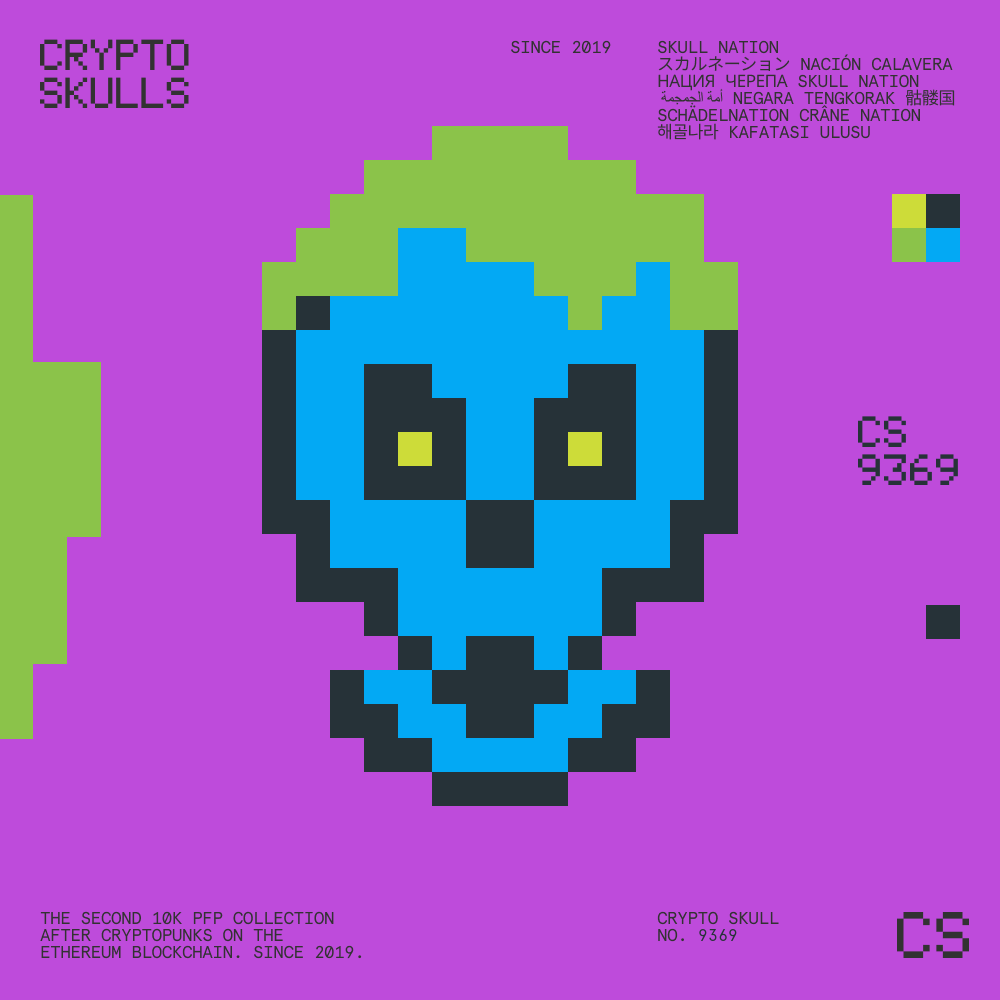 CRYPTO
SKULLS
SINCE 2019
SKULL NATION
スカルネーション NACIÓN CALAVERA
НАЦИЯ ЧЕРЕПА SKULL NATION
أمة الجمجمة NEGARA TENGKORAK 骷髅国
SCHÄDELNATION CRÂNE NATION
해골나라 KAFATASI ULUSU
CS
9369
THE SECOND 10K PFP COLLECTION
AFTER CRYPTOPUNKS ON THE
ETHEREUM BLOCKCHAIN. SINCE 2019.
CRYPTO SKULL
NO. 9369
CS